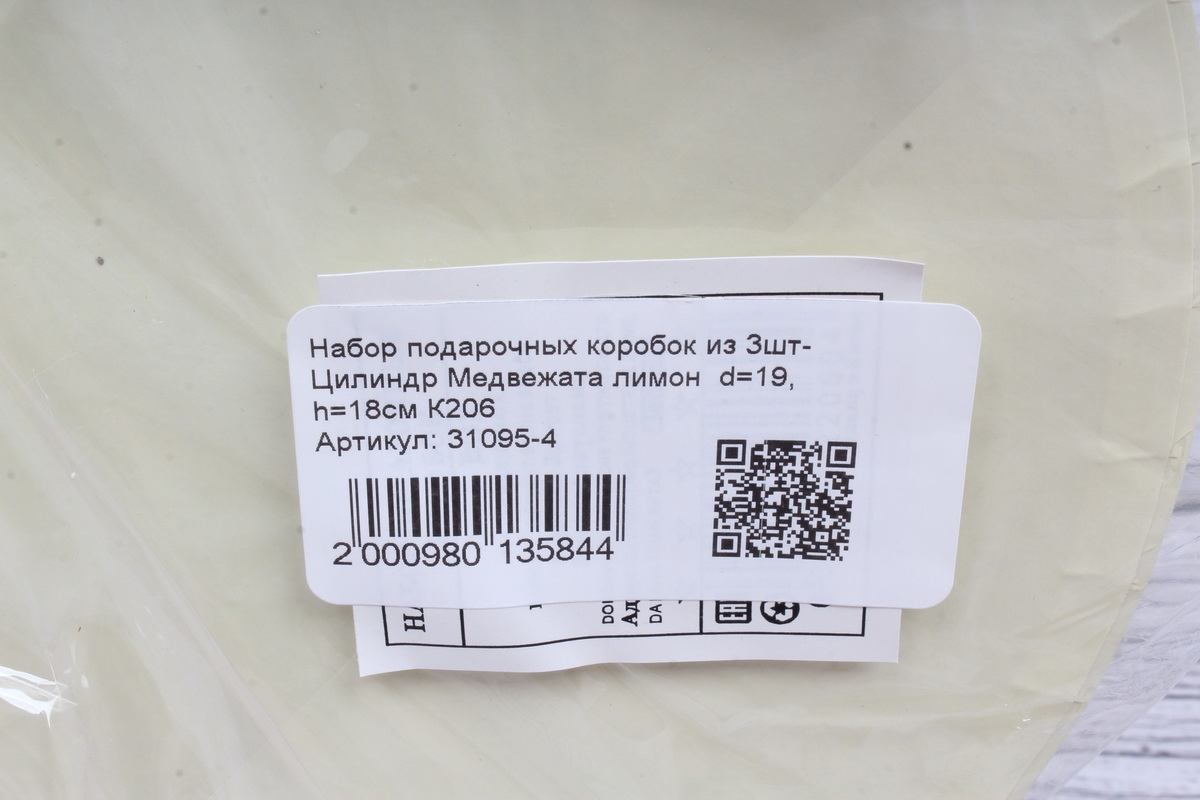 Набор подарочных коробок из 3шт-
Цилиндр Медвежата лимон d=19,
h=18см К206
Артикул: 31095-4
2 000980 135844